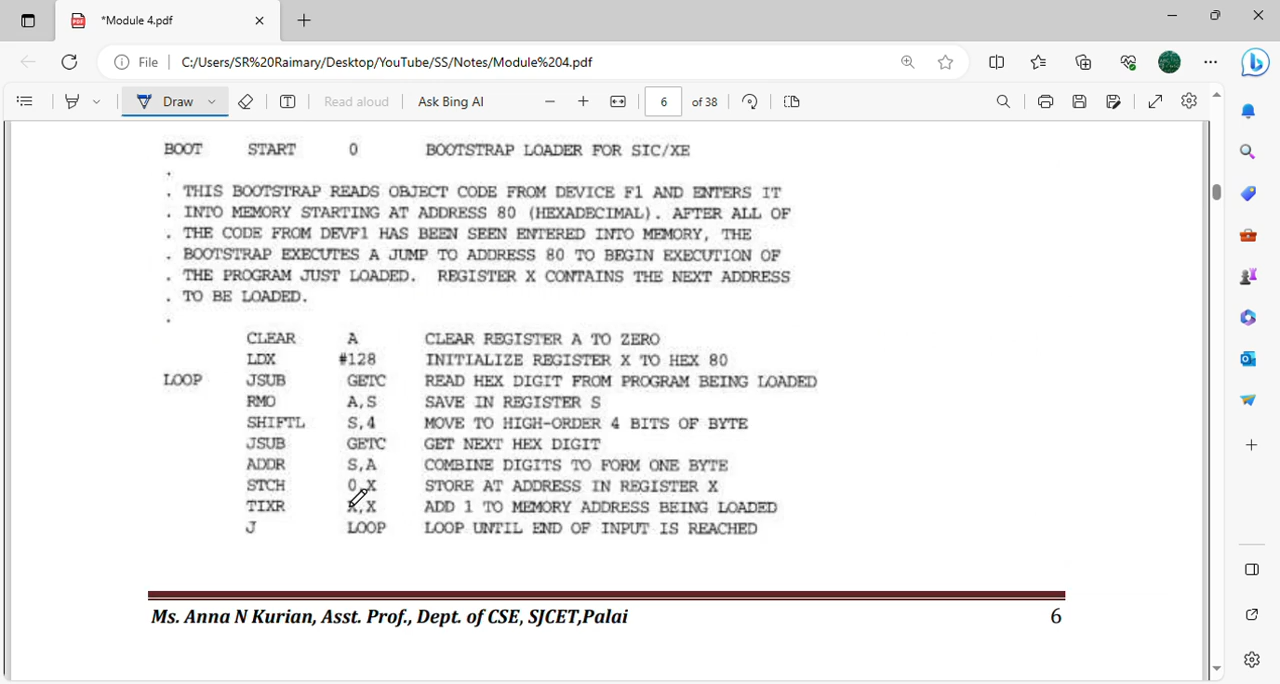 *Module 4.pdf
File C:/Users/SR%20Raimary/Desktop/YouTube/SS/Notes/Module%204.pdf
Draw Read aloud Ask Bing AI 6 of 38
BOOT START 0 BOOTSTRAP LOADER FOR SIC/XE
.
. THIS BOOTSTRAP READS OBJECT CODE FROM DEVICE F1 AND ENTERS IT
. INTO MEMORY STARTING AT ADDRESS 80 (HEXADECIMAL). AFTER ALL OF
. THE CODE FROM DEVF1 HAS BEEN SEEN ENTERED INTO MEMORY, THE
. BOOTSTRAP EXECUTES A JUMP TO ADDRESS 80 TO BEGIN EXECUTION OF
. THE PROGRAM JUST LOADED. REGISTER X CONTAINS THE NEXT ADDRESS
. TO BE LOADED.
.
CLEAR A CLEAR REGISTER A TO ZERO
LDX #128 INITIALIZE REGISTER X TO HEX 80
LOOP JSUB GETC READ HEX DIGIT FROM PROGRAM BEING LOADED
RMO A,S SAVE IN REGISTER S
SHIFTL S,4 MOVE TO HIGH-ORDER 4 BITS OF BYTE
JSUB GETC GET NEXT HEX DIGIT
ADDR S,A COMBINE DIGITS TO FORM ONE BYTE
STCH 0,X STORE AT ADDRESS IN REGISTER X
TIXR X,X ADD 1 TO MEMORY ADDRESS BEING LOADED
J LOOP LOOP UNTIL END OF INPUT IS REACHED
Ms. Anna N Kurian, Asst. Prof., Dept. of CSE, SJCET,Palai 6